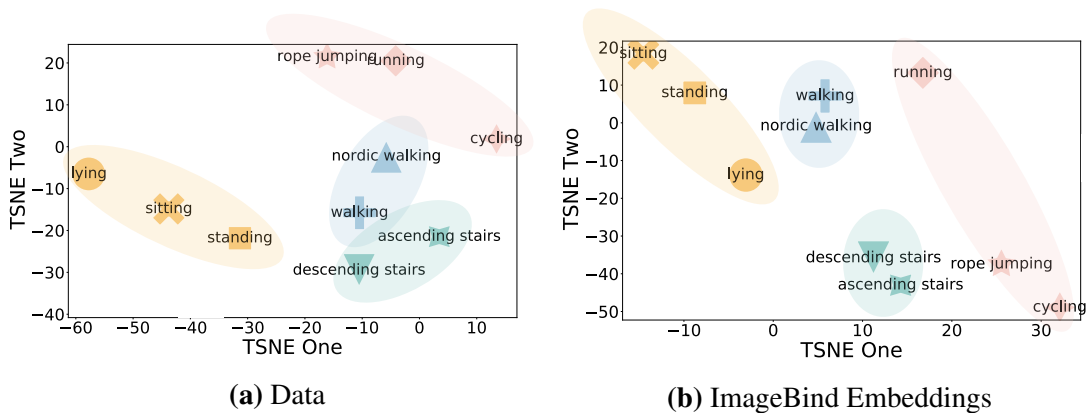 rope jumping
running
cycling
nordic walking
walking
ascending stairs
descending stairs
lying
sitting
standing
20
10
0
−10
−20
−30
−40
TSNE Two
−60
−50
−40
−30
−20
−10
0
10
TSNE One
(a) Data
sitting
standing
lying
walking
nordic walking
running
descending stairs
ascending stairs
rope jumping
cycling
20
10
0
−10
−20
−30
−40
−50
TSNE Two
−10
0
10
20
30
TSNE One
(b) ImageBind Embeddings